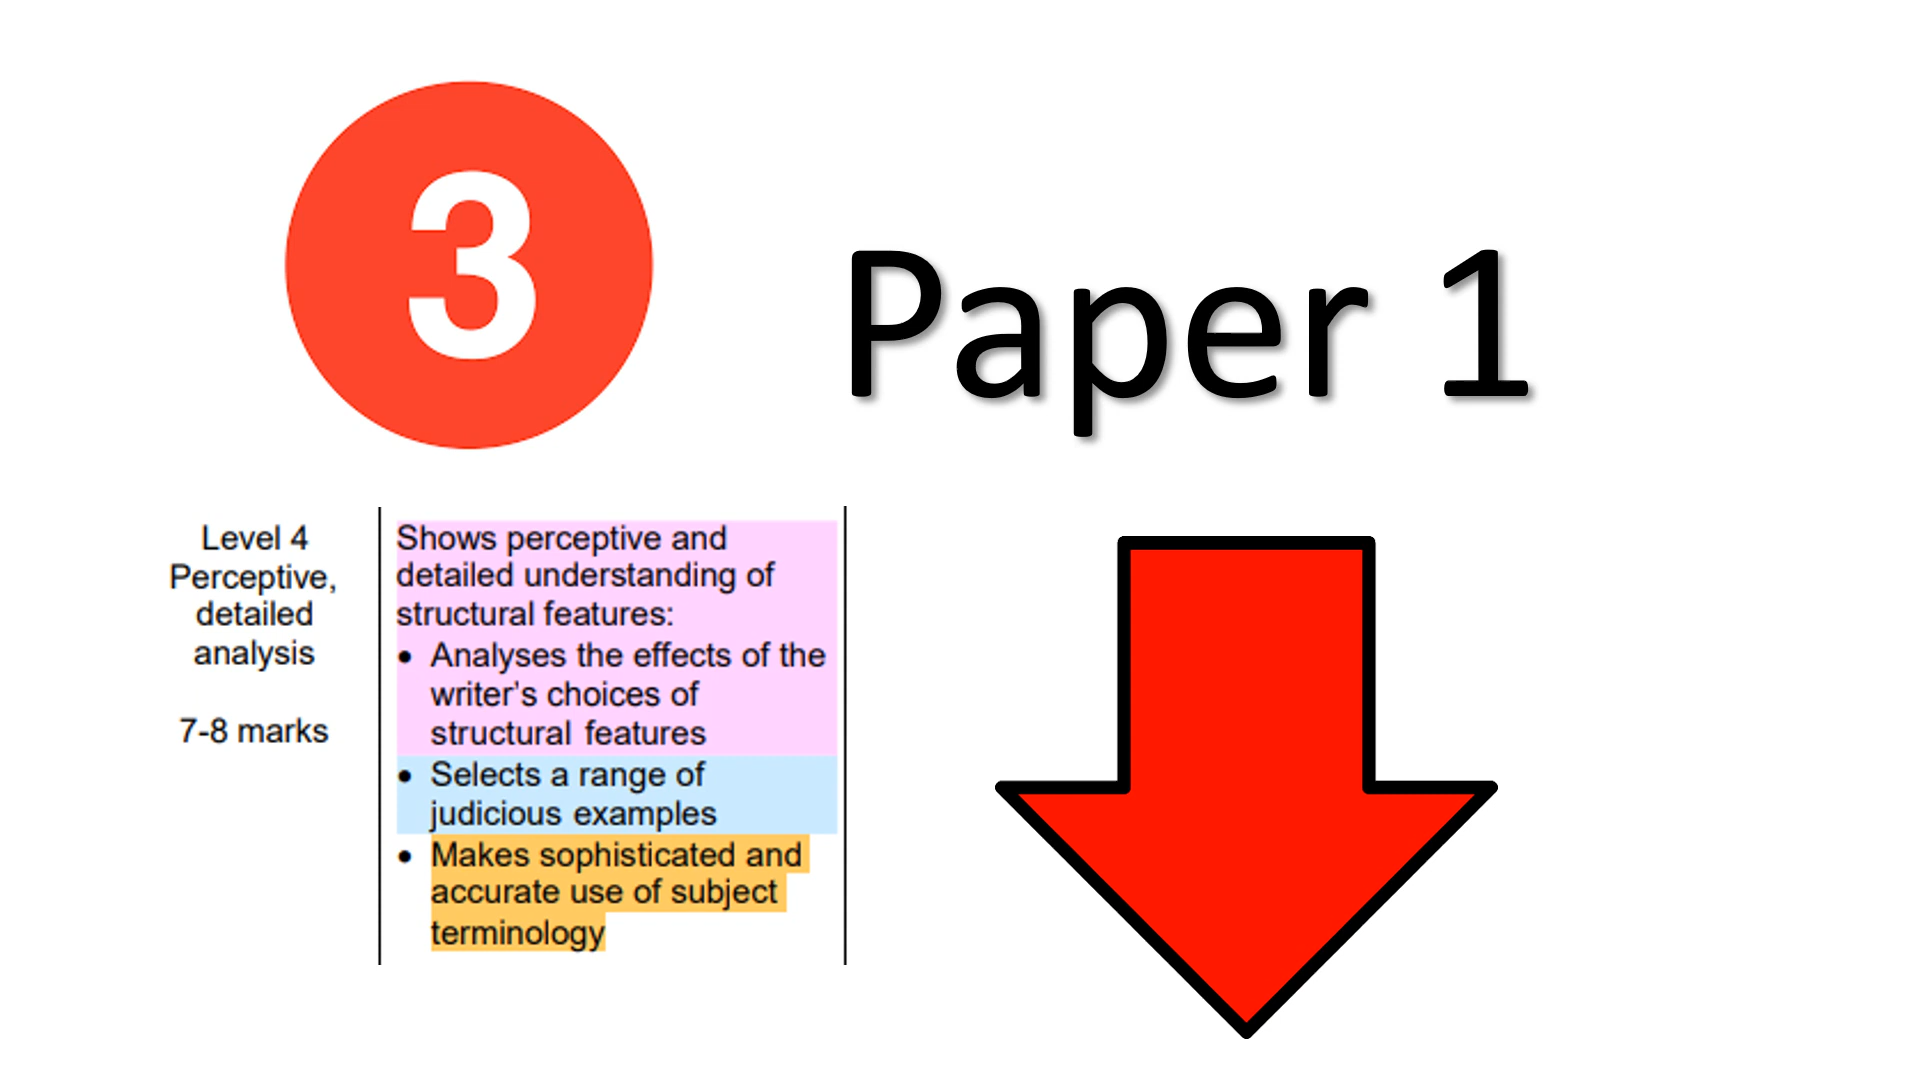 3
Paper 1
Level 4
Perceptive,
detailed
analysis
7-8 marks
Shows perceptive and
detailed understanding of
structural features:
• Analyses the effects of the
writer's choices of
structural features
• Selects a range of
judicious examples
• Makes sophisticated and
accurate use of subject
terminology